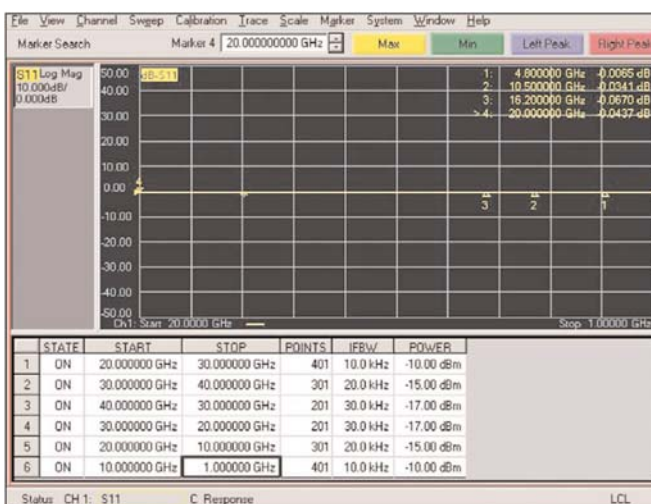 File View Channel Sweep Calibration Trace Scale Marker System Window Help
Marker Search Marker 4 20.000000000 GHz Max Min Left Peak Right Peak
S11 Log Mag
10.000dB/
0.000dB
dB-S11
50.00
40.00
30.00
20.00
10.00
0.00
-10.00
-20.00
-30.00
-40.00
-50.00
1: 4.800000 GHz -0.0065 dB
2: 10.500000 GHz -0.0341 dB
3: 16.200000 GHz -0.0670 dB
> 4: 20.000000 GHz -0.0437 dB
4
3 2 1
Ch1: Start 20.0000 GHz Stop 1.00000 GHz
STATE START STOP POINTS IFBW POWER
1 ON 20.000000 GHz 30.000000 GHz 401 10.0 kHz -10.00 dBm
2 ON 30.000000 GHz 40.000000 GHz 301 20.0 kHz -15.00 dBm
3 ON 40.000000 GHz 30.000000 GHz 201 30.0 kHz -17.00 dBm
4 ON 30.000000 GHz 20.000000 GHz 201 30.0 kHz -17.00 dBm
5 ON 20.000000 GHz 10.000000 GHz 301 20.0 kHz -15.00 dBm
6 ON 10.000000 GHz 1.000000 GHz 401 10.0 kHz -10.00 dBm
Status CH 1: S11 C Response LCL